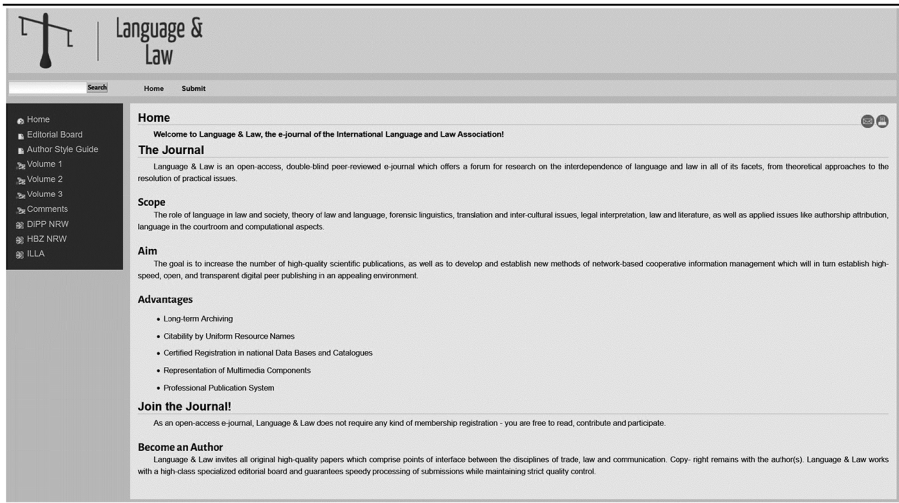 Language &
Law
Search
Home
Submit
Home
Editorial Board
Author Style Guide
Volume 1
Volume 2
Volume 3
Comments
DiPP NRW
HBZ NRW
ILLA
Home
Welcome to Language & Law, the e-journal of the International Language and Law Association!
The Journal
Language & Law is an open-access, double-blind peer-reviewed e-journal which offers a forum for research on the interdependence of language and law in all of its facets, from theoretical approaches to the
resolution of practical issues.
Scope
The role of language in law and society, theory of law and language, forensic linguistics, translation and inter-cultural issues, legal interpretation, law and literature, as well as applied issues like authorship attribution,
language in the courtroom and computational aspects.
Aim
The goal is to increase the number of high-quality scientific publications, as well as to develop and establish new methods of network-based cooperative information management which will in turn establish high-
speed, open, and transparent digital peer publishing in an appealing environment.
Advantages
• Long-term Archiving
• Citability by Uniform Resource Names
• Certified Registration in national Data Bases and Catalogues
• Representation of Multimedia Components
• Professional Publication System
Join the Journal!
As an open-access e-journal, Language & Law does not require any kind of membership registration - you are free to read, contribute and participate.
Become an Author
Language & Law invites all original high-quality papers which comprise points of interface between the disciplines of trade, law and communication. Copy- right remains with the author(s). Language & Law works
with a high-class specialized editorial board and guarantees speedy processing of submissions while maintaining strict quality control.